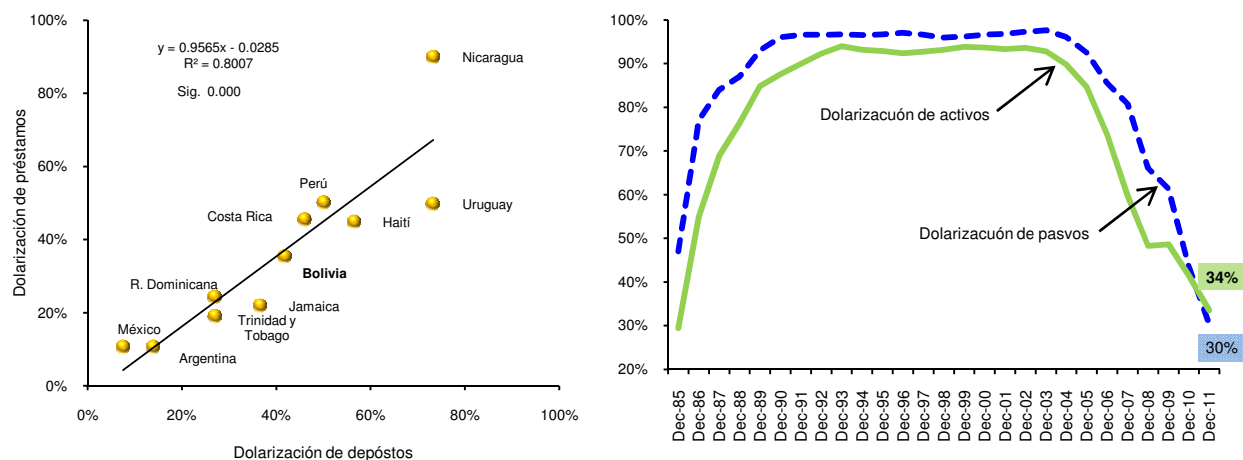 100%
80%
60%
40%
20%
0%
Dolarización de préstamos
y = 0.9565x - 0.0285
R² = 0.8007
Sig. 0.000
Nicaragua
Perú
Costa Rica
Uruguay
Haití
Bolivia
R. Dominicana
Jamaica
Trinidad y
Tobago
México
Argentina
0%
20%
40%
60%
80%
100%
Dolarización de depóstos
100%
90%
80%
70%
60%
50%
40%
30%
20%
Dolarizacuón de activos
Dolarizacuón de pasvos
34%
30%
Dec-85
Dec-86
Dec-87
Dec-88
Dec-89
Dec-90
Dec-91
Dec-92
Dec-93
Dec-94
Dec-95
Dec-96
Dec-97
Dec-98
Dec-99
Dec-00
Dec-01
Dec-02
Dec-03
Dec-04
Dec-05
Dec-06
Dec-07
Dec-08
Dec-09
Dec-10
Dec-11